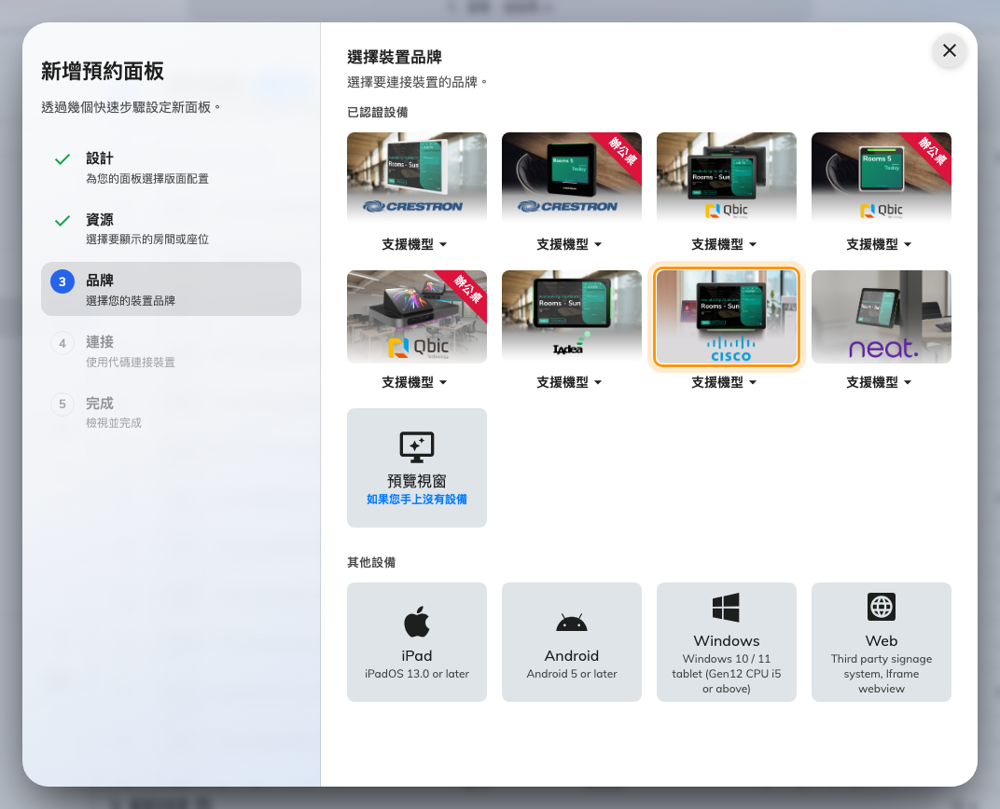 新增預約面板
透過幾個快速步驟設定新面板。
設計
為您的面板選擇版面配置
資源
選擇要顯示的房間或座位
3
品牌
選擇您的裝置品牌
4
連接
使用代碼連接裝置
5
完成
檢視並完成
選擇裝置品牌
選擇要連接裝置的品牌。
已認證設備
Rooms - Sun
CRESTRON
支援機型
辦公桌
Rooms 5
Today
CRESTRON
支援機型
Rooms - Sun
Qbic
支援機型
辦公桌
Rooms 5
Today
Qbic
支援機型
辦公桌
Qbic
Technology
支援機型
Rooms - Sun
IAdea
支援機型
Rooms - Sun
CISCO
支援機型
Rooms - Sun
neat.
支援機型
預覽視窗
如果您手上沒有設備
其他設備
iPad
iPadOS 13.0 or later
Android
Android 5 or later
Windows
Windows 10 / 11
tablet (Gen12 CPU i5
or above)
Web
Third party signage
system, Iframe
webview